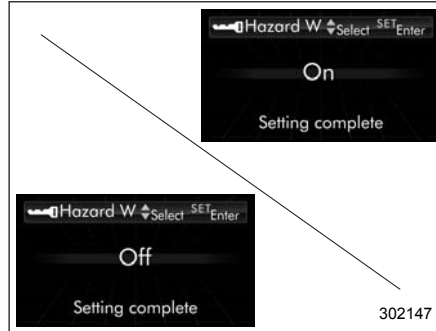 Hazard W Select SET Enter
On
Setting complete
Hazard W Select SET Enter
Off
Setting complete
302147